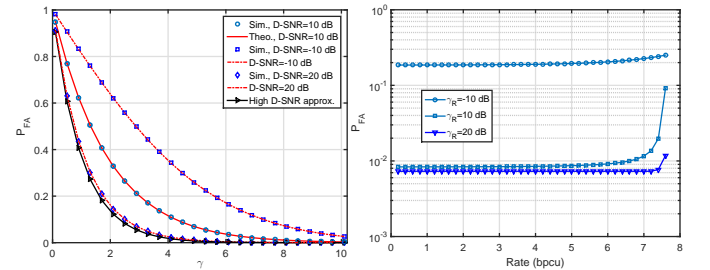 1
0.8
0.6
0.4
0.2
0
0 2 4 6 8 10
γ
P_FA
Sim., D-SNR=10 dB
Theo., D-SNR=10 dB
Sim., D-SNR=-10 dB
D-SNR=-10 dB
Sim., D-SNR=20 dB
D-SNR=20 dB
High D-SNR approx.
10^0
10^-1
10^-2
10^-3
0 1 2 3 4 5 6 7 8
Rate (bpcu)
P_FA
γ_R=-10 dB
γ_R=10 dB
γ_R=20 dB